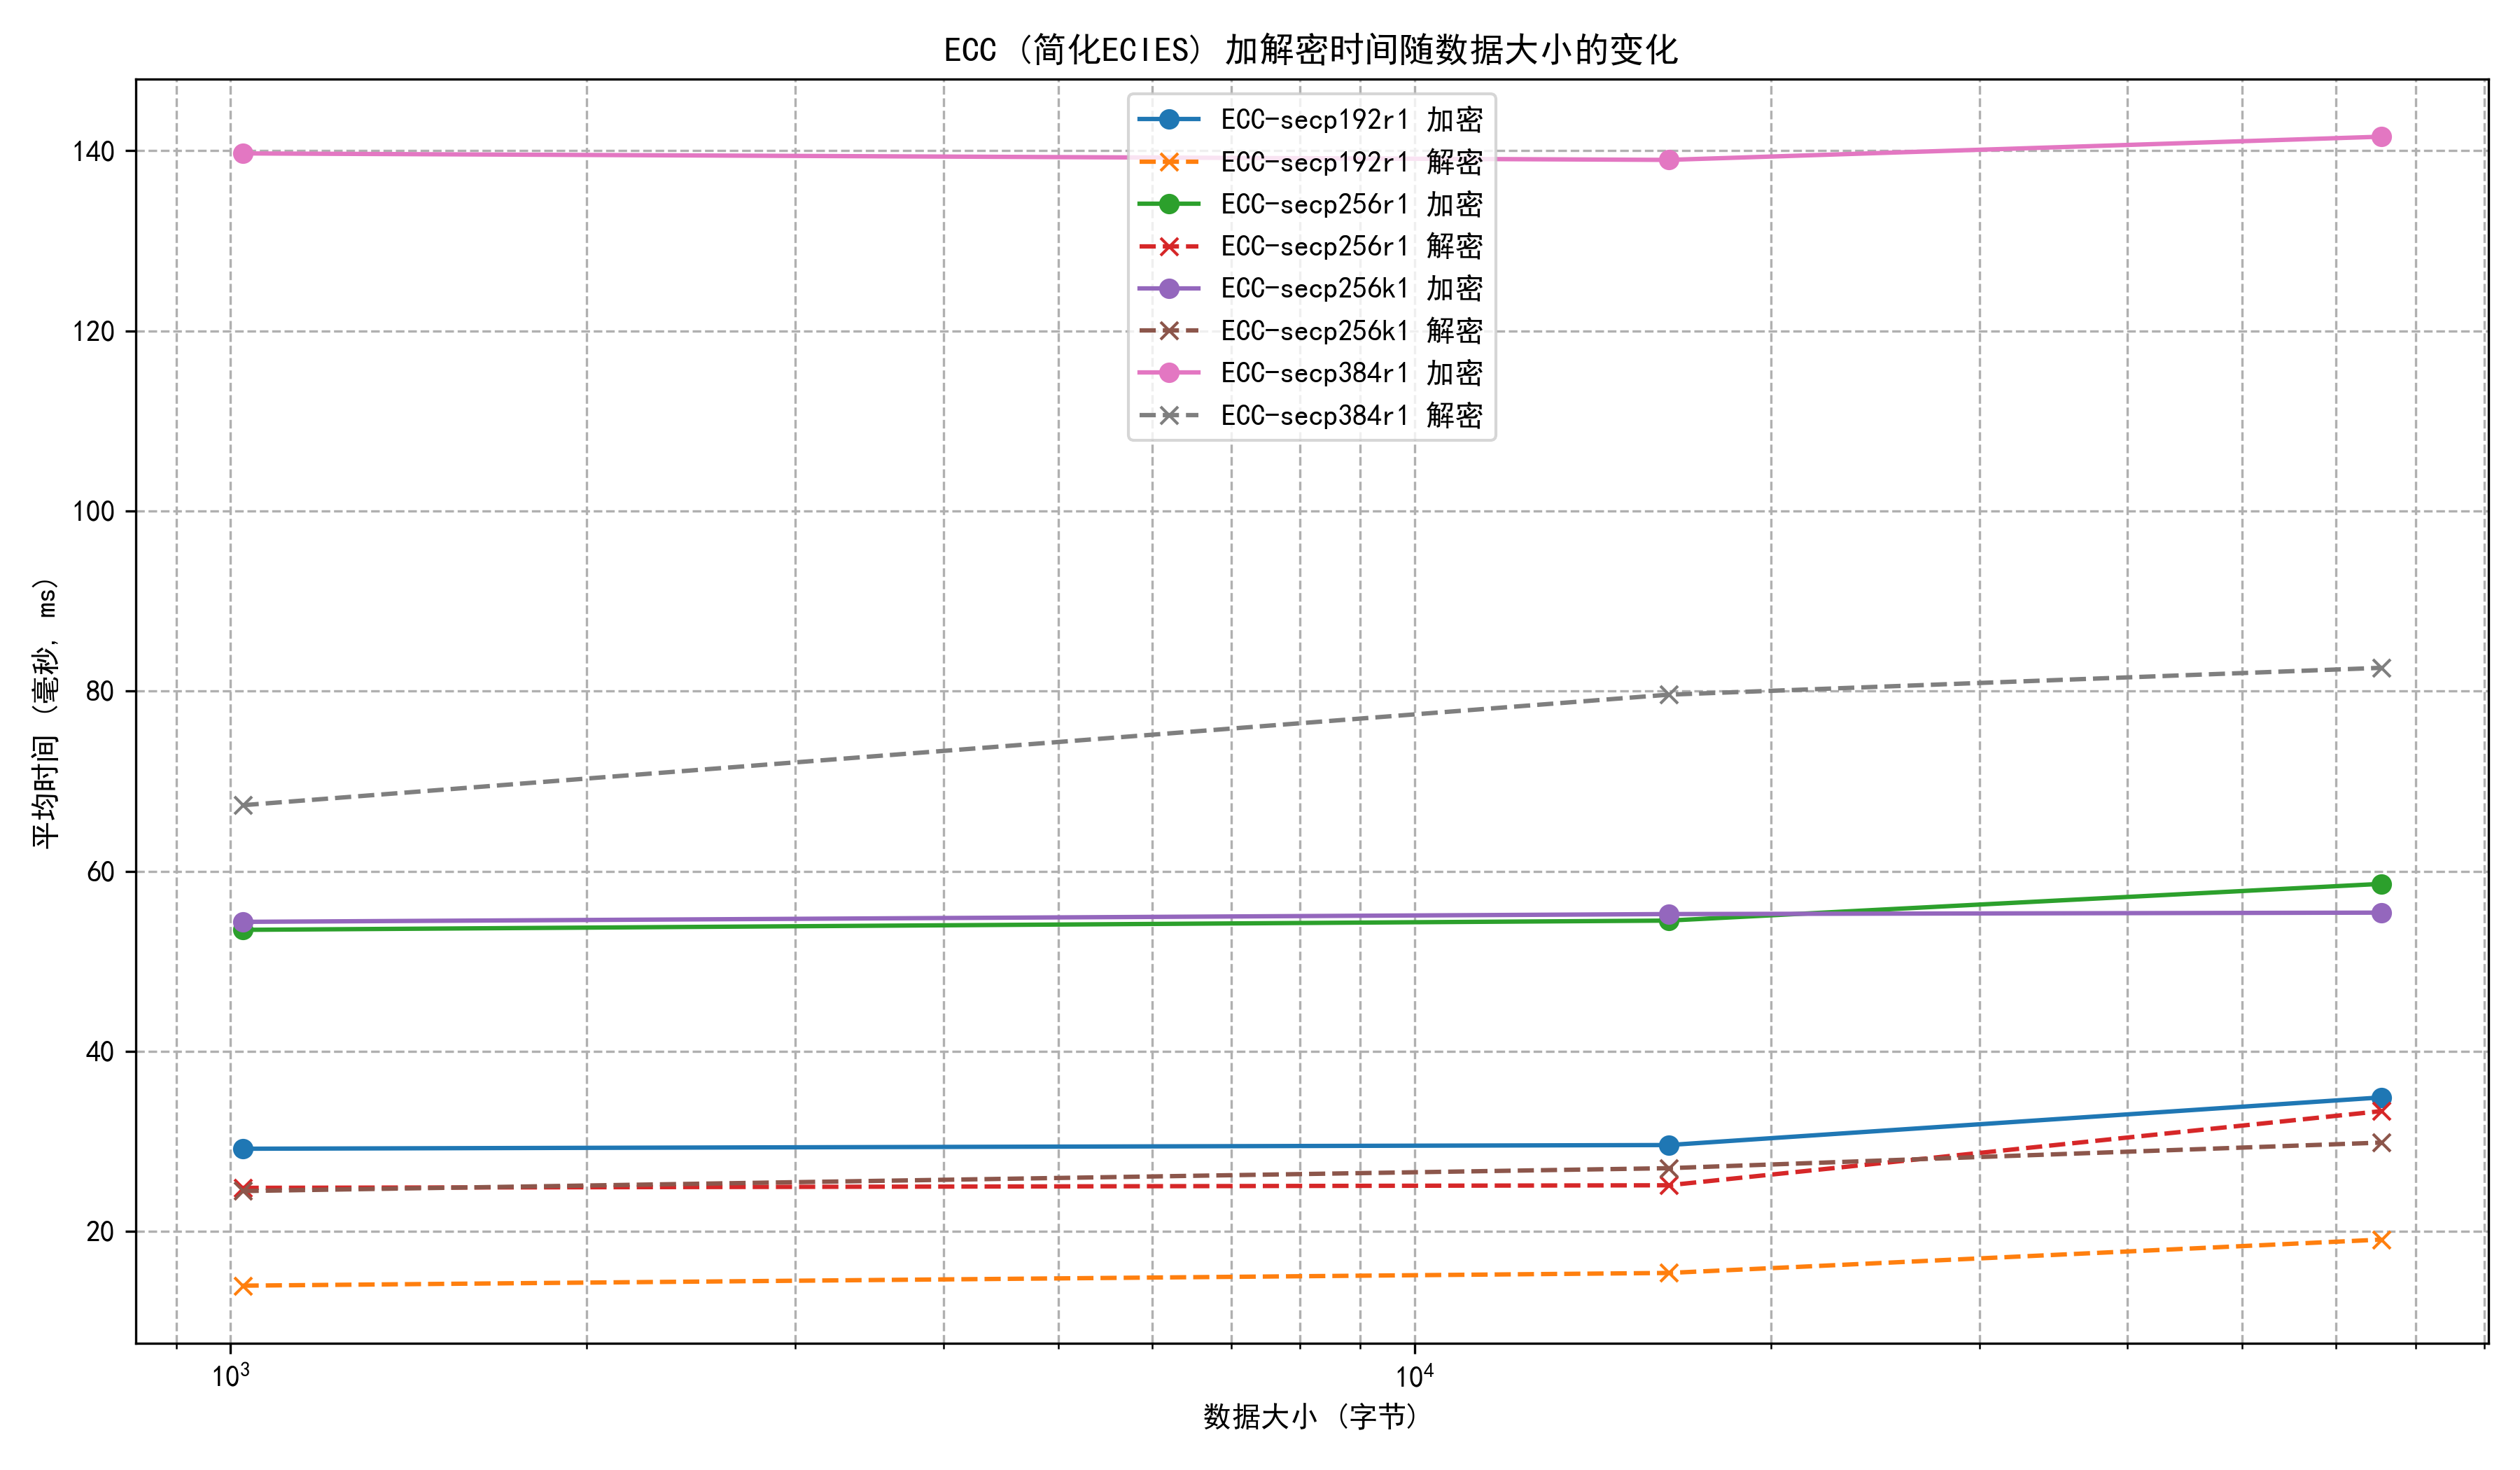 ECC (简化ECIES) 加解密时间随数据大小的变化
140
120
100
80
60
40
20
平均时间 (毫秒, ms)
ECC-secp192r1 加密
ECC-secp192r1 解密
ECC-secp256r1 加密
ECC-secp256r1 解密
ECC-secp256k1 加密
ECC-secp256k1 解密
ECC-secp384r1 加密
ECC-secp384r1 解密
10³ 10⁴
数据大小 (字节)